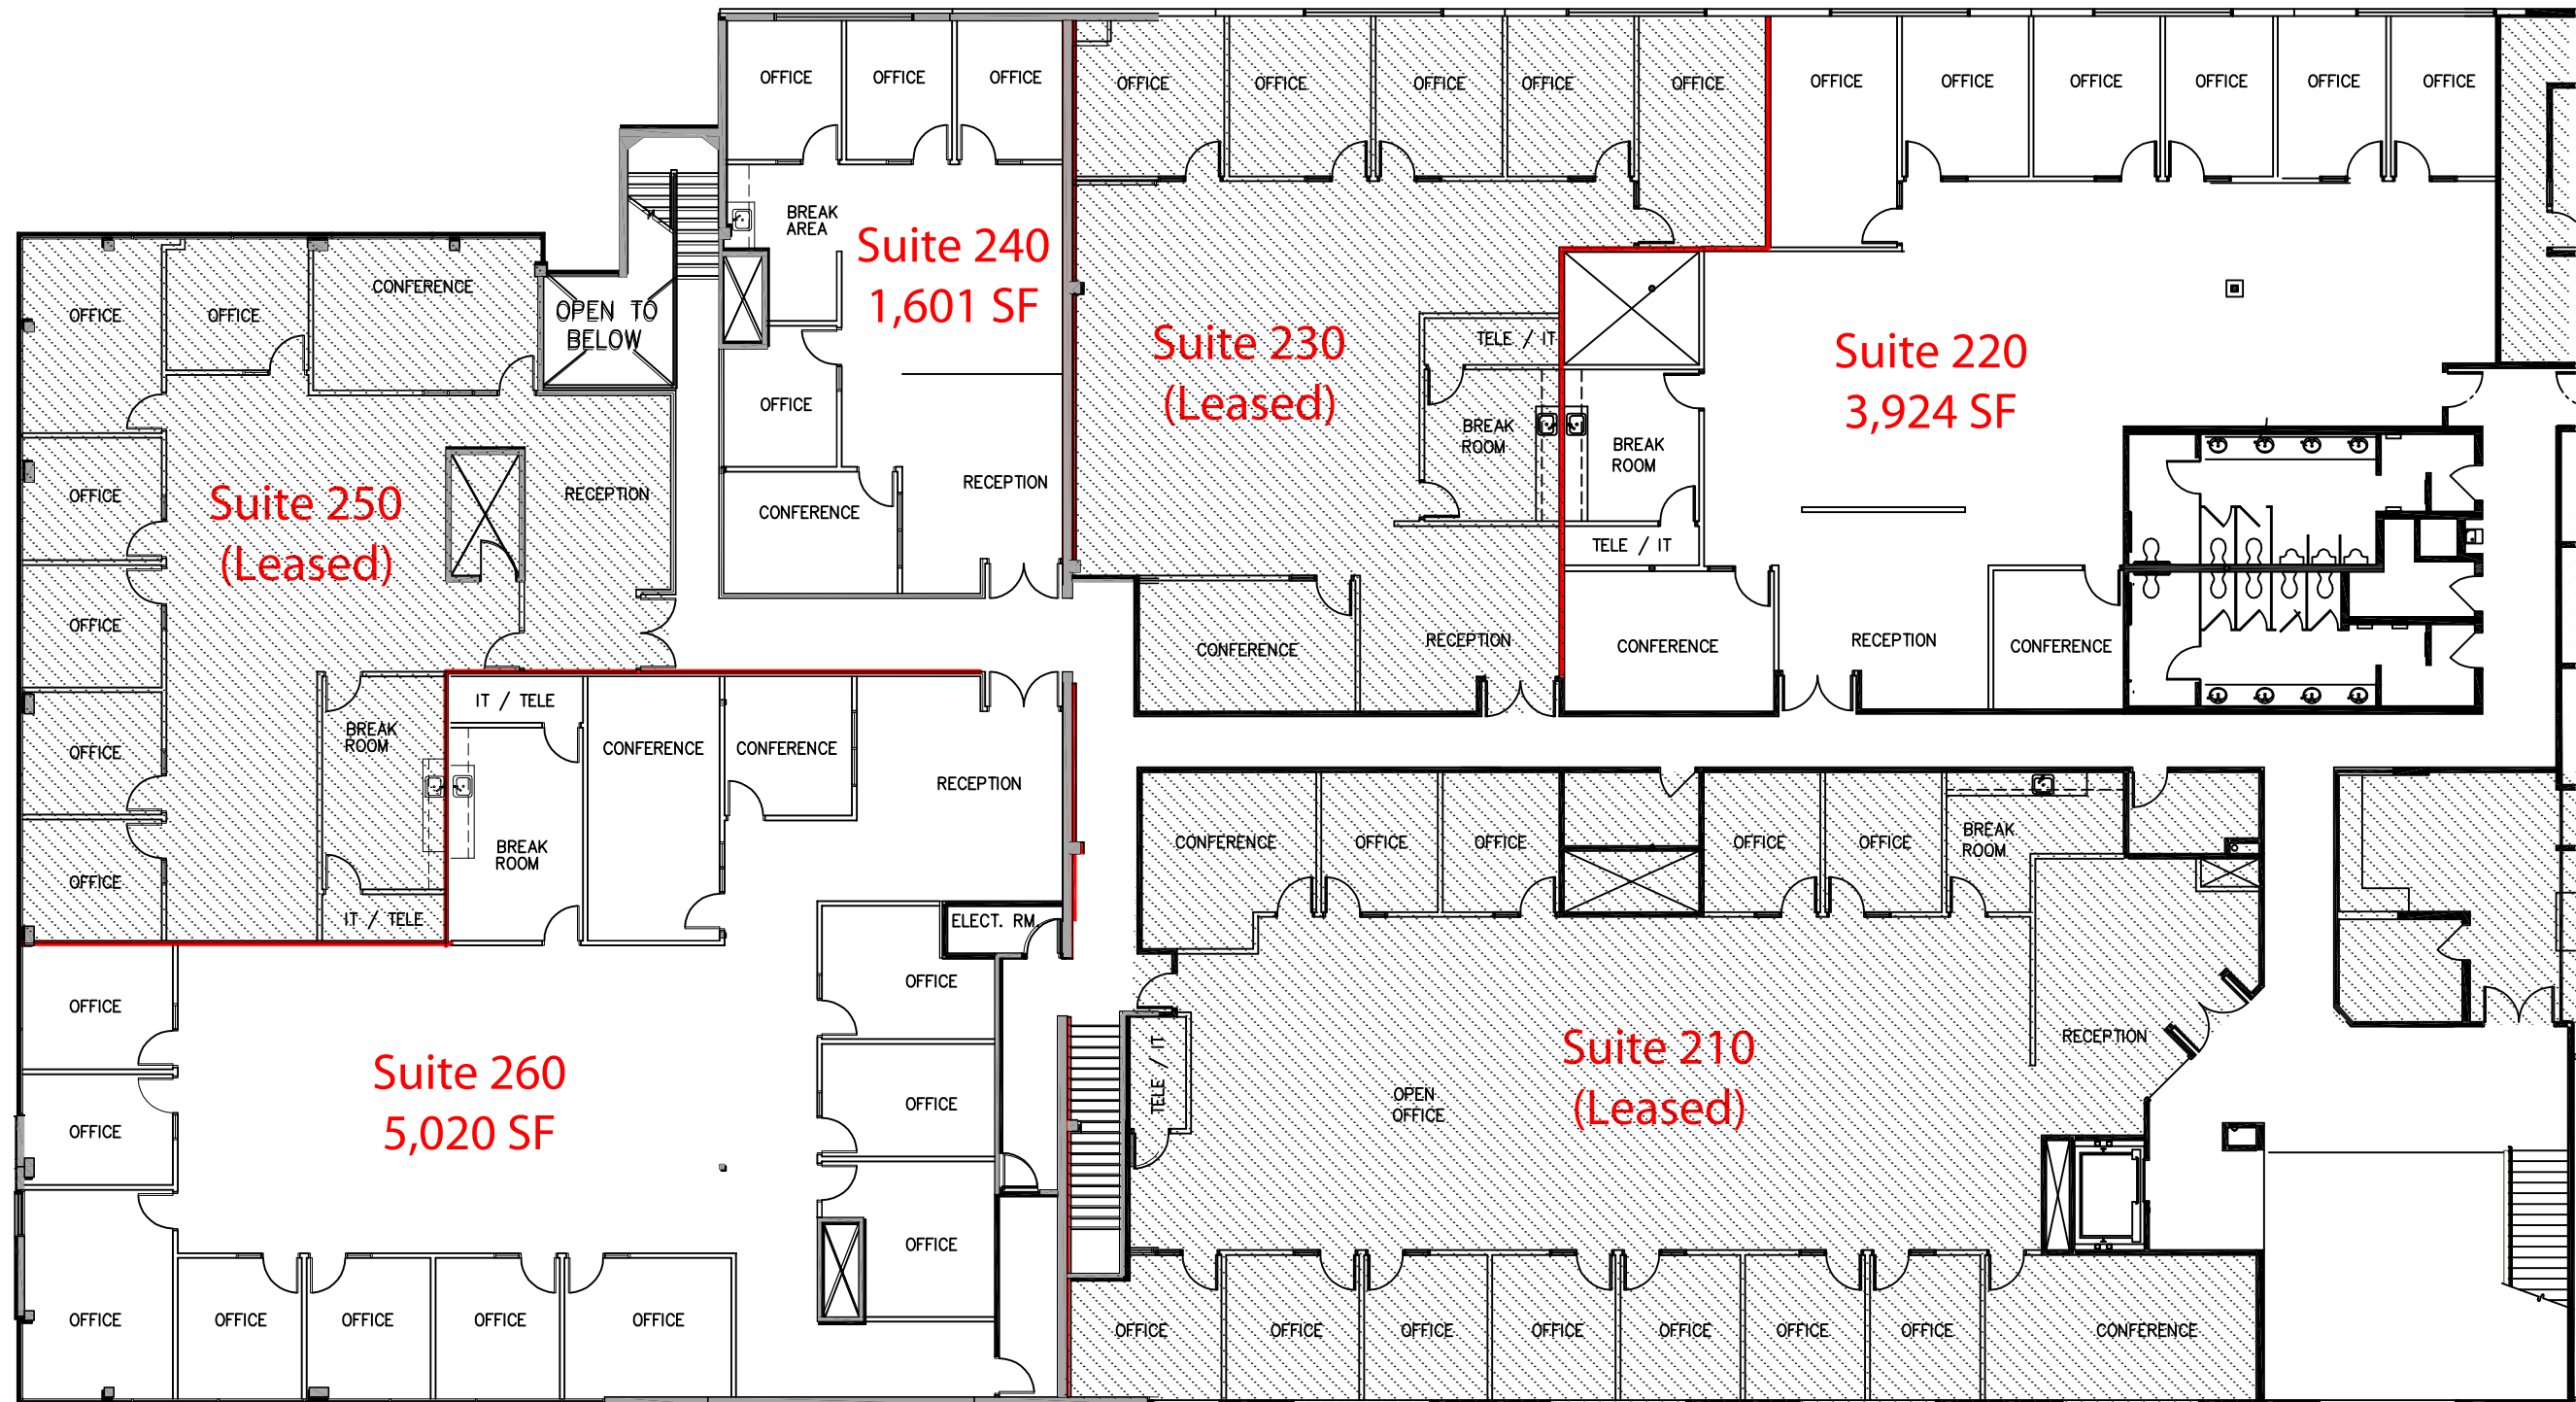 OFFICE
OFFICE
OFFICE
BREAK
AREA
Suite 240
1,601 SF
OFFICE
CONFERENCE
RECEPTION
OFFICE
OFFICE
OFFICE
OFFICE
OFFICE
Suite 230
(Leased)
TELE / IT
BREAK
ROOM
CONFERENCE
RECEPTION
OFFICE
OFFICE
OFFICE
OFFICE
OFFICE
OFFICE
Suite 220
3,924 SF
BREAK
ROOM
TELE / IT
CONFERENCE
RECEPTION
CONFERENCE
OFFICE
OFFICE
CONFERENCE
OPEN TO
BELOW
OFFICE
Suite 250
(Leased)
RECEPTION
OFFICE
OFFICE
BREAK
ROOM
OFFICE
IT / TELE
IT / TELE
CONFERENCE
CONFERENCE
RECEPTION
BREAK
ROOM
ELECT. RM.
OFFICE
OFFICE
OFFICE
OFFICE
Suite 260
5,020 SF
OFFICE
OFFICE
OFFICE
OFFICE
OFFICE
OFFICE
CONFERENCE
OFFICE
OFFICE
OFFICE
OFFICE
BREAK
ROOM
RECEPTION
TELE / IT
OPEN
OFFICE
Suite 210
(Leased)
OFFICE
OFFICE
OFFICE
OFFICE
OFFICE
OFFICE
OFFICE
CONFERENCE